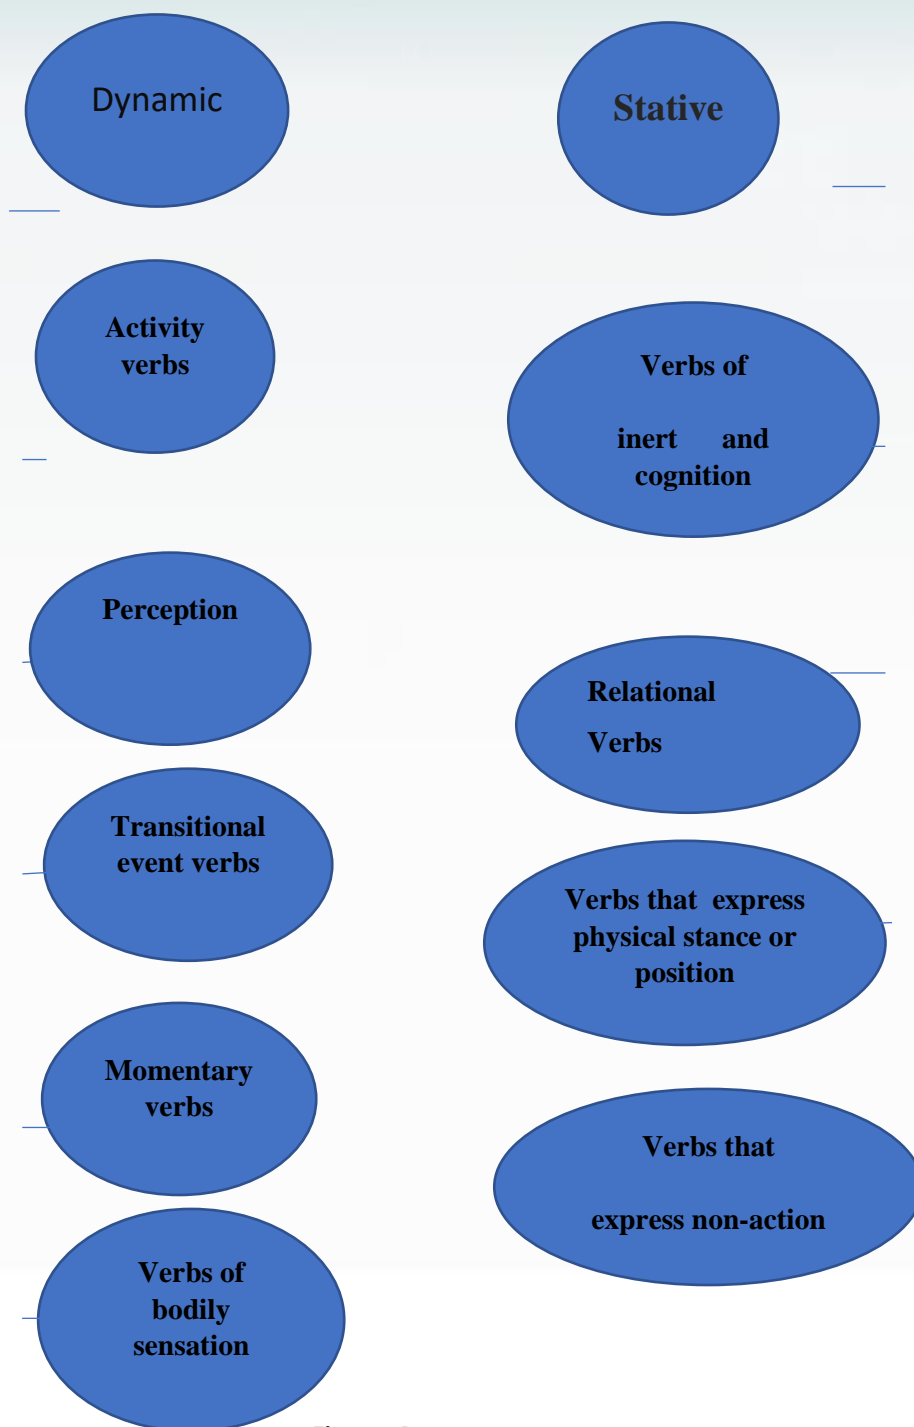 Dynamic
Stative
Activity
verbs
Verbs of
inert and
cognition
Perception
Relational
Verbs
Transitional
event verbs
Verbs that express
physical stance or
position
Momentary
verbs
Verbs that
express non-action
Verbs of
bodily
sensation